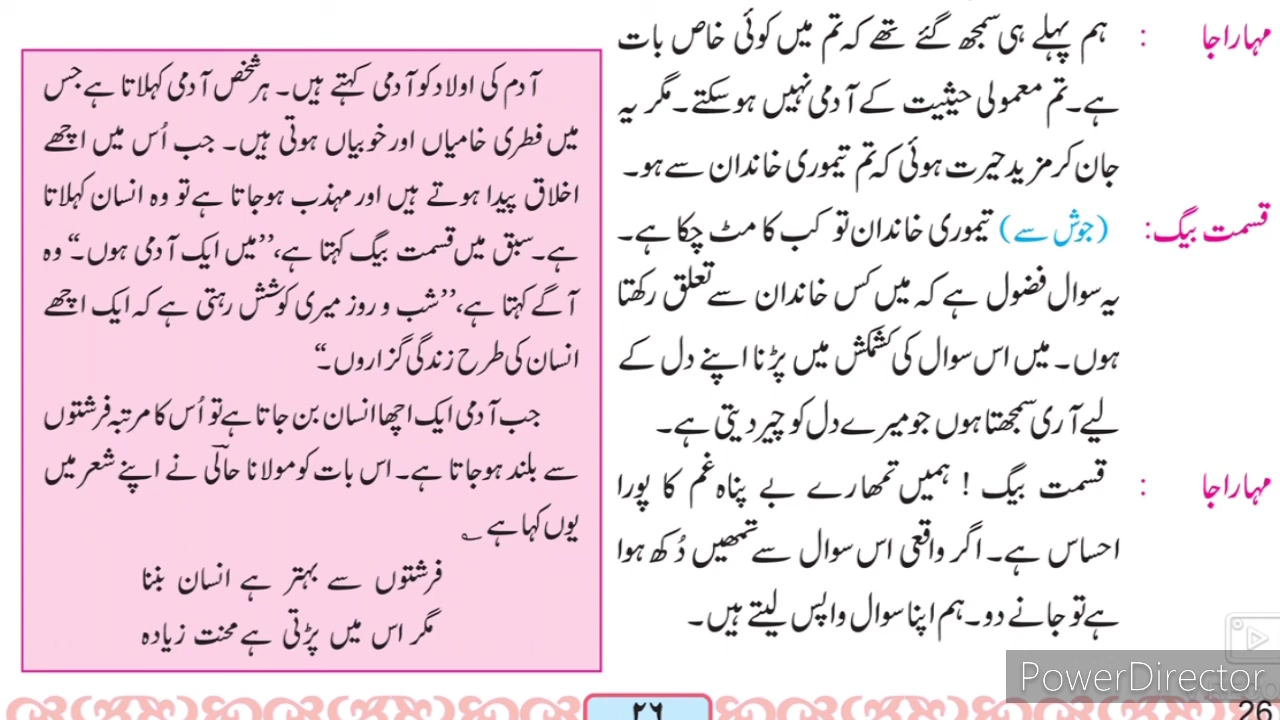 مہاراجا : ہم پہلے ہی سمجھ گئے تھے کہ تم میں کوئی خاص بات
ہے۔ تم معمولی حیثیت کے آدمی نہیں ہوسکتے۔ مگر یہ
جان کر مزید حیرت ہوئی کہ تم تیموری خاندان سے ہو۔
قسمت بیگ: (جوش سے) تیموری خاندان تو کب کا مٹ چکا ہے۔
یہ سوال فضول ہے کہ میں کس خاندان سے تعلق رکھتا
ہوں۔ میں اس سوال کی کشمکش میں پڑنا اپنے دل کے
لیے آری سمجھتا ہوں جو میرے دل کو چیر دیتی ہے۔
مہاراجا : قسمت بیگ! ہمیں تمھارے بے پناہ غم کا پورا
احساس ہے۔ اگر واقعی اس سوال سے تمھیں دُکھ ہوا
ہے تو جانے دو۔ ہم اپنا سوال واپس لیتے ہیں۔
آدم کی اولاد کو آدمی کہتے ہیں۔ ہر شخص آدمی کہلاتا ہے جس
میں فطری خامیاں اور خوبیاں ہوتی ہیں۔ جب اُس میں اچھے
اخلاق پیدا ہوتے ہیں اور مہذب ہوجاتا ہے تو وہ انسان کہلاتا
ہے۔ سبق میں قسمت بیگ کہتا ہے، ’’میں ایک آدمی ہوں۔‘‘ وہ
آگے کہتا ہے، ’’شب و روز میری کوشش رہتی ہے کہ ایک اچھے
انسان کی طرح زندگی گزاروں۔‘‘
جب آدمی ایک اچھا انسان بن جاتا ہے تو اُس کا مرتبہ فرشتوں
سے بلند ہوجاتا ہے۔ اس بات کو مولانا حالیؔ نے اپنے شعر میں
یوں کہا ہے ؎
فرشتوں سے بہتر ہے انسان بننا
مگر اس میں پڑتی ہے محنت زیادہ
PowerDirector
۲۶
26